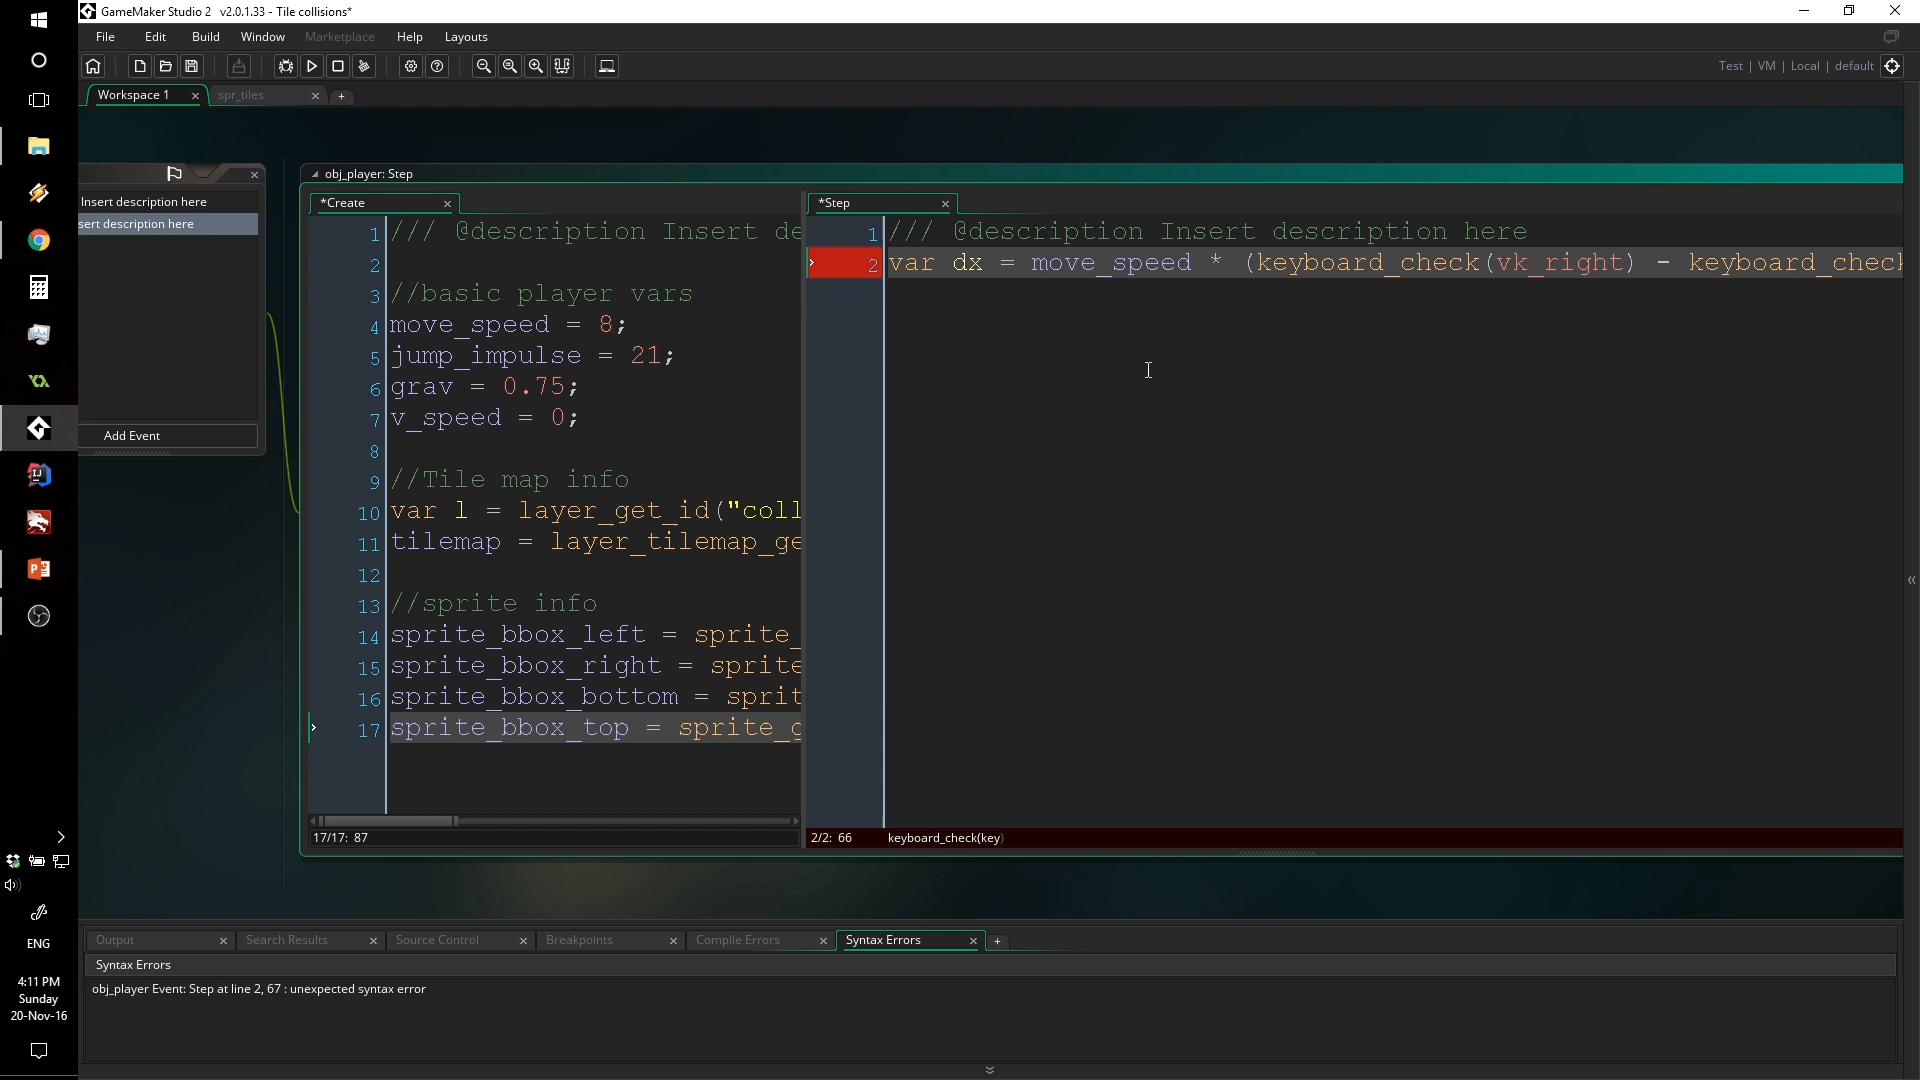 GameMaker Studio 2 v2.0.1.33 - Tile collisions*
File Edit Build Window Marketplace Help Layouts
Test | VM | Local | default
Workspace 1
spr_tiles
Insert description here
sert description here
Add Event
obj_player: Step
*Create
1 /// @description Insert de
2
3 //basic player vars
4 move_speed = 8;
5 jump_impulse = 21;
6 grav = 0.75;
7 v_speed = 0;
8
9 //Tile map info
10 var l = layer_get_id("coll
11 tilemap = layer_tilemap_ge
12
13 //sprite info
14 sprite_bbox_left = sprite_
15 sprite_bbox_right = sprite
16 sprite_bbox_bottom = sprit
17 sprite_bbox_top = sprite_g
17/17: 87
*Step
1 /// @description Insert description here
2 var dx = move_speed * (keyboard_check(vk_right) - keyboard_check
2/2: 66 keyboard_check(key)
Output
Search Results
Source Control
Breakpoints
Compile Errors
Syntax Errors
Syntax Errors
obj_player Event: Step at line 2, 67 : unexpected syntax error
ENG
4:11 PM
Sunday
20-Nov-16